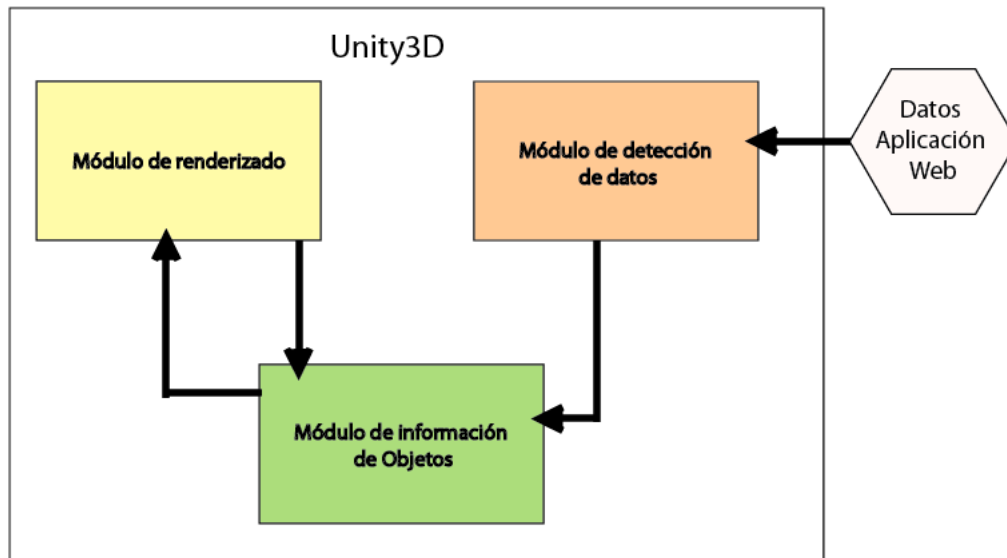 Unity3D
Módulo de renderizado
Módulo de detección
de datos
Datos
Aplicación
Web
Módulo de información
de Objetos